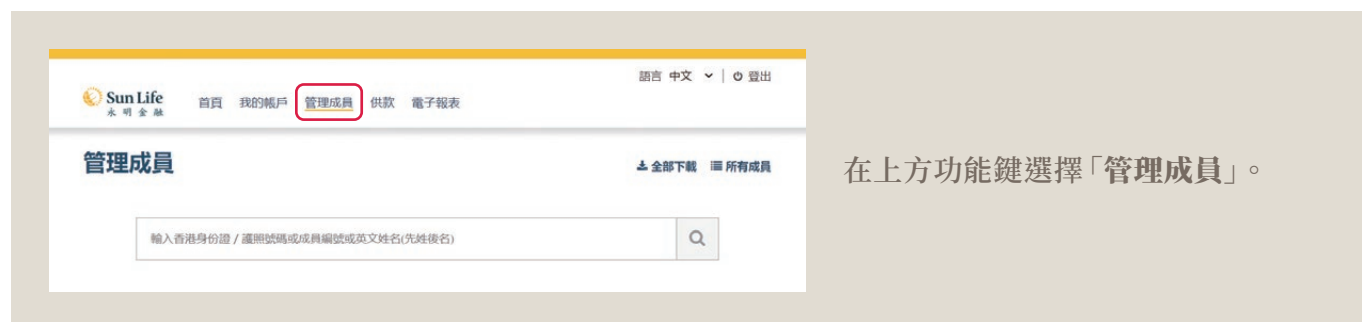 語言 中文 | 登出
Sun Life
永明金融
首頁 我的帳戶 管理成員 供款 電子報表
管理成員
全部下載 所有成員
輸入香港身份證 / 護照號碼或成員編號或英文姓名(先姓後名)
在上方功能鍵選擇「管理成員」。